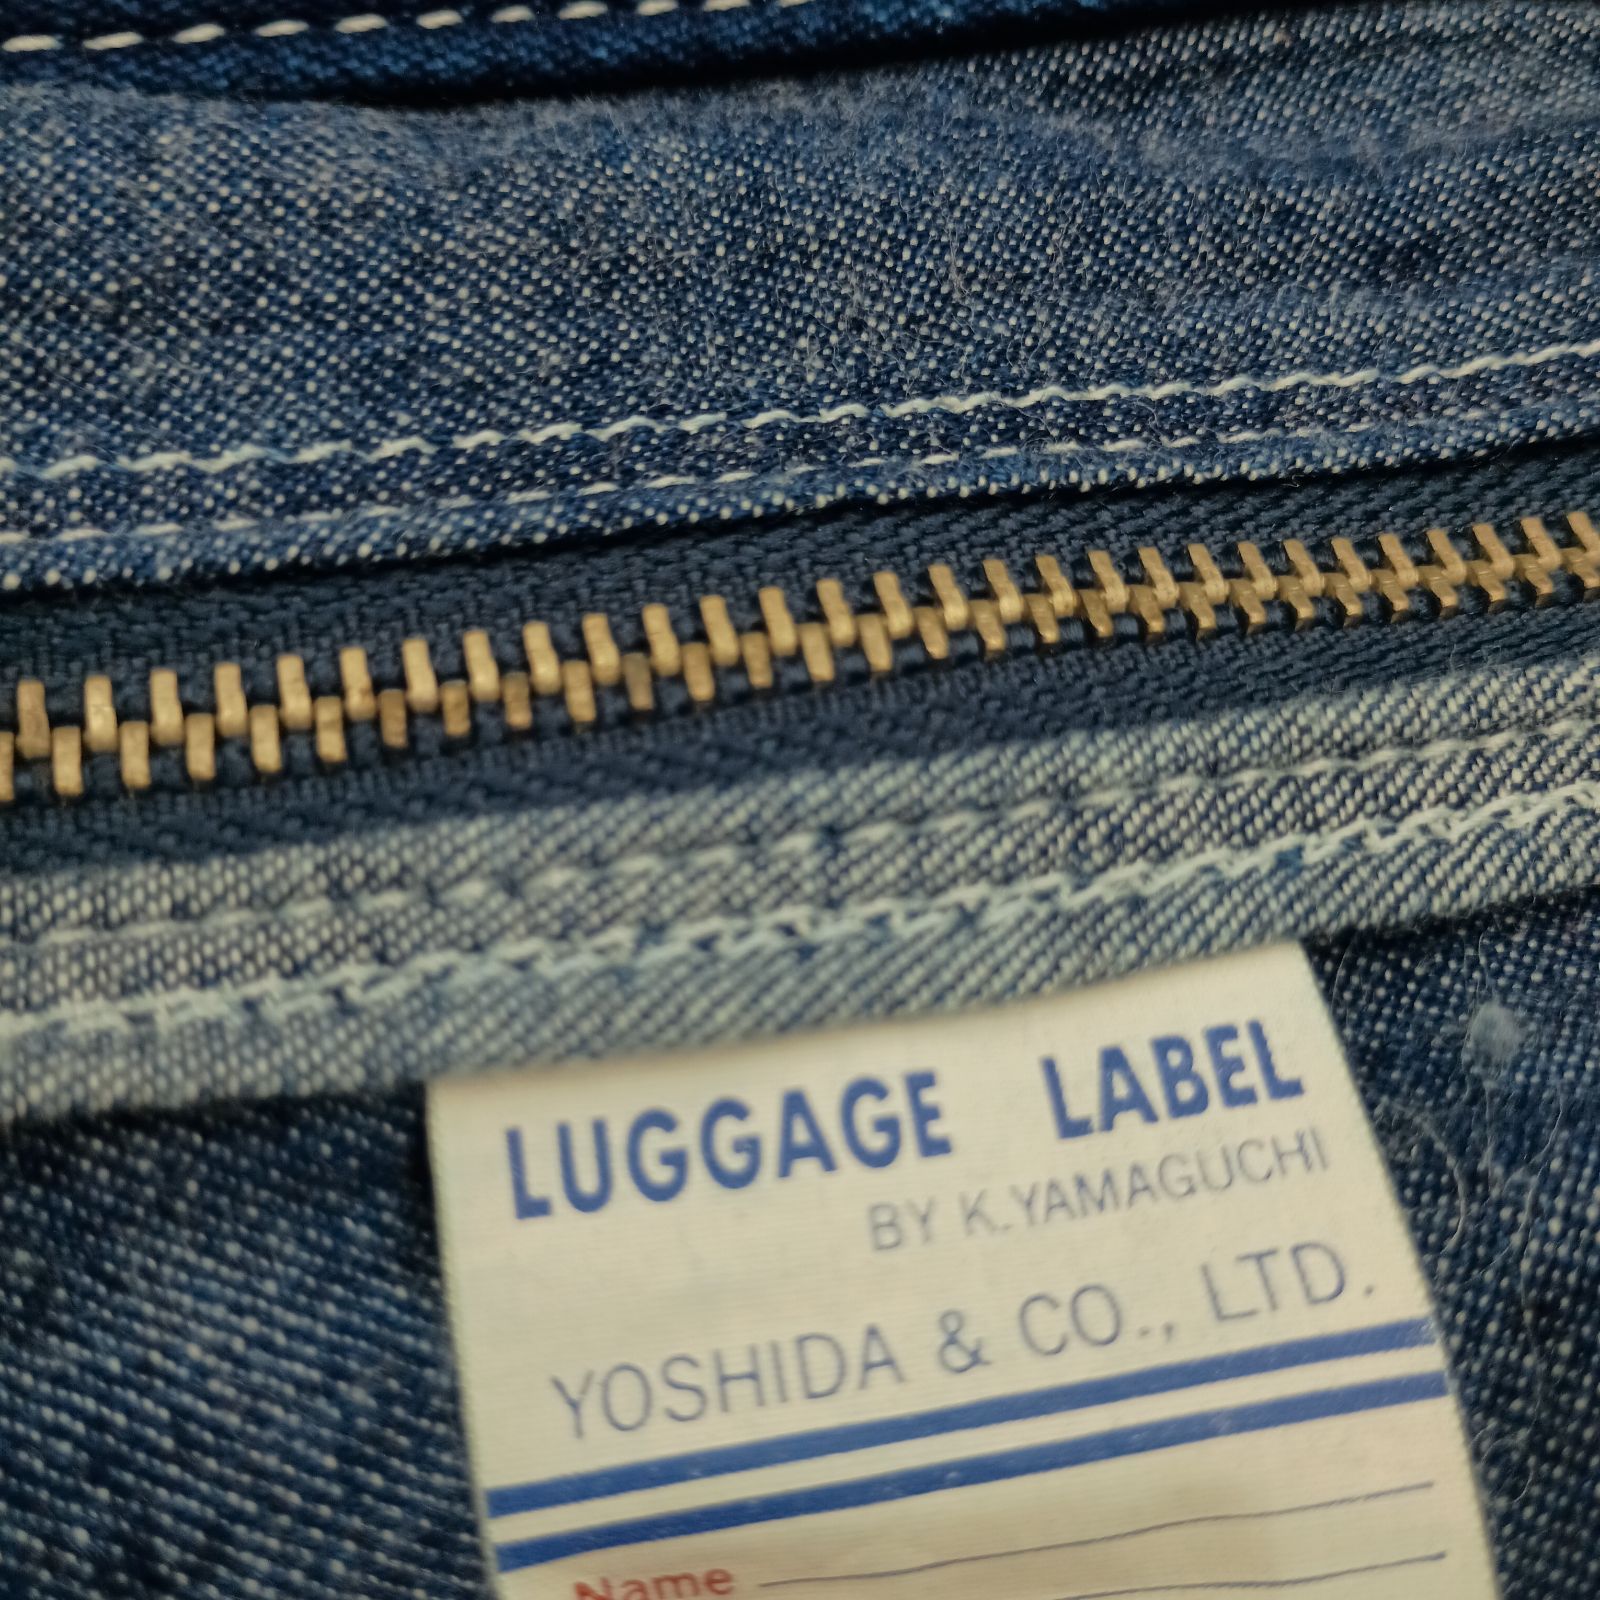 LUGGAGE LABEL
BY K.YAMAGUCHI
YOSHIDA & CO., LTD.
Name